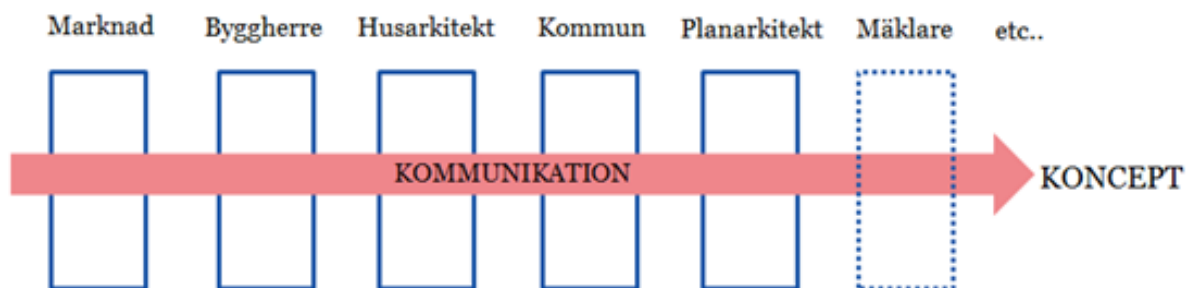 Marknad Byggherre Husarkitekt Kommun Planarkitekt Mäklare etc..
KOMMUNIKATION
KONCEPT